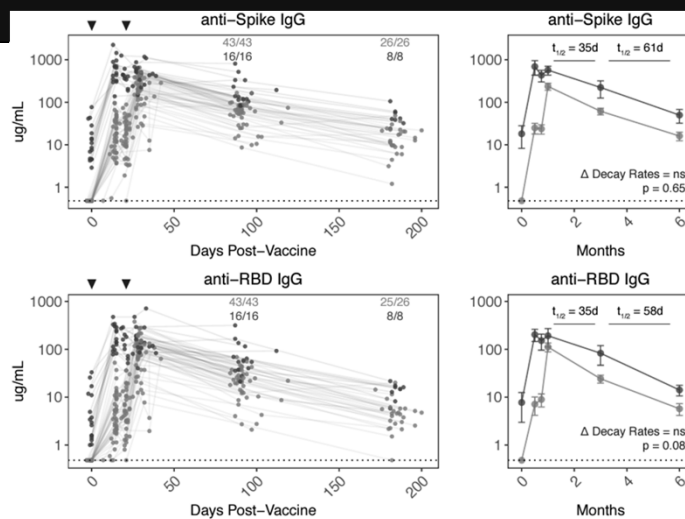 anti-Spike IgG
43/43
16/16
26/26
8/8
ug/mL
1000
100
10
1
0
50
100
150
200
Days Post-Vaccine
anti-Spike IgG
t1/2 = 35d
t1/2 = 61d
Δ Decay Rates = ns
p = 0.65
0
2
4
6
Months
anti-RBD IgG
43/43
16/16
25/26
8/8
ug/mL
1000
100
10
1
0
50
100
150
200
Days Post-Vaccine
anti-RBD IgG
t1/2 = 35d
t1/2 = 58d
1000
100
10
1
Δ Decay Rates = ns
p = 0.08
0
2
4
6
Months